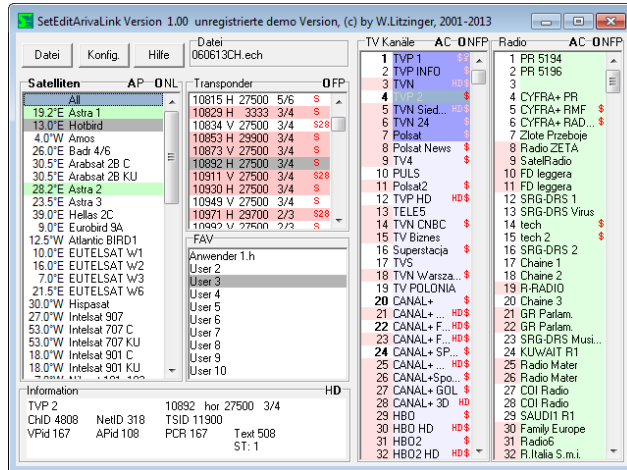 SetEditArivaLink Version 1.00 unregistrierte demo Version, (c) by W.Litzinger, 2001-2013
Datei
Konfig.
Hilfe
Datei
060613CH.ech
Satelliten AP ONL
All
19.2°E Astra 1
13.0°E Hotbird
4.0°W Amos
26.0°E Badr 4/6
30.5°E Arabsat 2B C
30.5°E Arabsat 2B KU
28.2°E Astra 2
23.5°E Astra 3
39.0°E Hellas 2C
9.0°E Eurobird 9A
12.5°W Atlantic BIRD1
10.0°E EUTELSAT W1
16.0°E EUTELSAT W2
7.0°E EUTELSAT W3
21.5°E EUTELSAT W6
30.0°W Hispasat
27.0°W Intelsat 907
53.0°W Intelsat 707 C
53.0°W Intelsat 707 KU
18.0°W Intelsat 901 C
18.0°W Intelsat 901 KU
Transponder OFP
10815 H 27500 5/6 S
10829 H 3333 3/4 S
10834 V 27500 3/4 S28
10853 H 29900 3/4 S
10873 V 27500 3/4 S
10892 H 27500 3/4 S
10911 V 27500 3/4 S28
10930 H 27500 3/4 S
10949 V 27500 3/4 S
10971 H 29700 2/3 S28
10992 V 27500 2/3 S
FAV
Anwender 1.h
User 2
User 3
User 4
User 5
User 6
User 7
User 8
User 9
User 10
TV Kanäle AC ONFP
1 TVP 1 $
2 TVP INFO $
3 TVN HD$
4 TVP 2 $
5 TVN Sied... HD$
6 TVN 24 $
7 Polsat $
8 Polsat News $
9 TV4 $
10 PULS
11 Polsat2 $
12 TVP HD HD$
13 TELE5
14 TVN CNBC $
15 TV Biznes
16 Superstacja $
17 TVS
18 TVN Warsza... $
19 TV POLONIA
20 CANAL+ $
21 CANAL+ ... HD$
22 CANAL+ F... HD$
23 CANAL+ F... HD$
24 CANAL+ SP... $
25 CANAL+ ... HD$
26 CANAL+Spo... $
27 CANAL+ GOL $
28 CANAL+ 3D HD
29 HBO $
30 HBO HD HD$
31 HBO2 $
32 HBO2 HD HD$
Radio AC ONFP
1 PR 5194
2 PR 5196
3
4 CYFRA+ PR
5 CYFRA+ RMF $
6 CYFRA+ RAD... $
7 Zlote Przeboje
8 Radio ZETA
9 SatelRadio
10 FD leggera
11 FD leggera
12 SRG-DRS 1
13 SRG-DRS Virus
14 tech $
15 tech 2 $
16 SRG-DRS 2
17 Chaine 1
18 Chaine 2
19 R-RADIO
20 Chaine 3
21 GR Parlam.
22 GR Parlam.
23 SRG-DRS Musi...
24 KUWAIT R1
25 Radio Mater
26 Radio Mater
27 COI Radio
28 COI Radio
29 SAUDI1 R1
30 Family Europe
31 Radio6
32 R.Italia S.m.i.
Information HD
TVP 2 10892 hor 27500 3/4
ChID 4808 NetID 318 TSID 11900
VPid 167 APid 108 PCR 167 Text 508
ST: 1